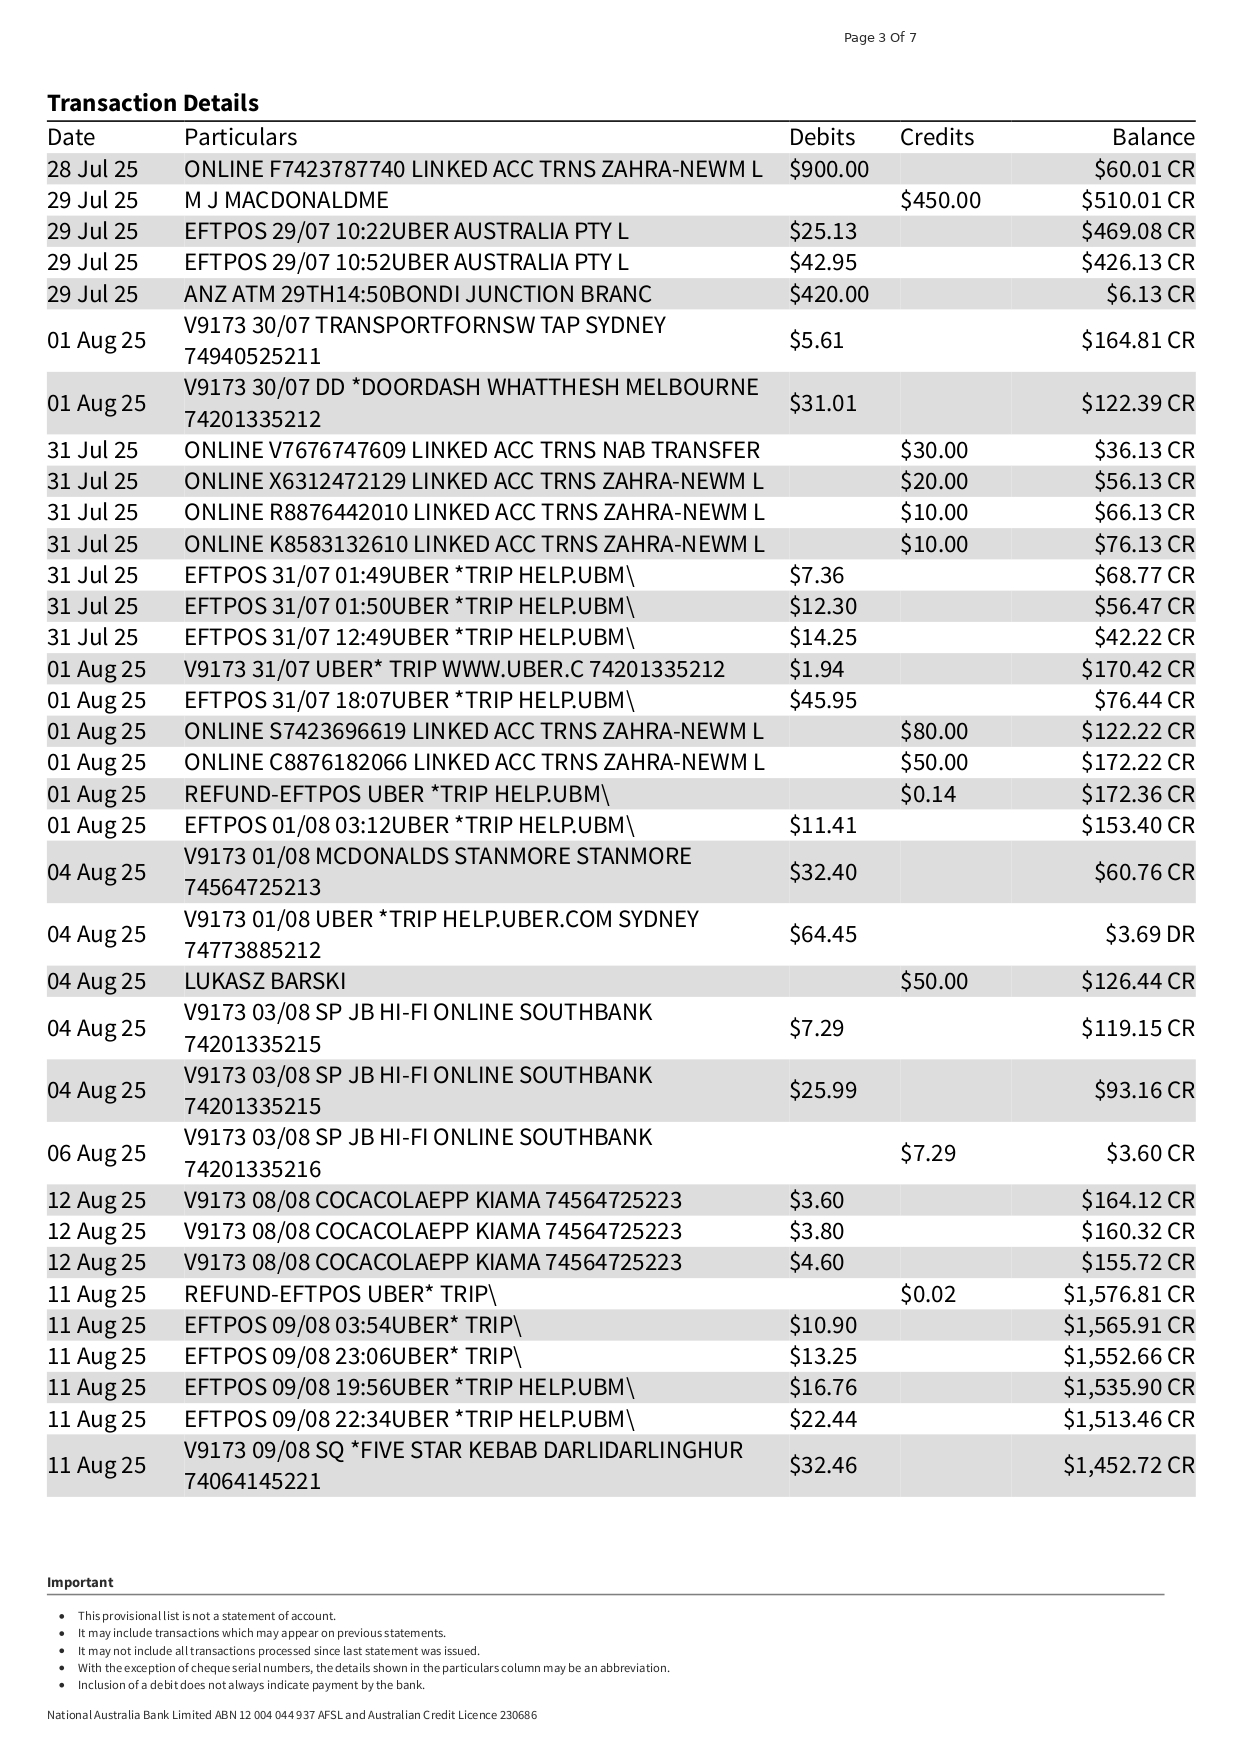 Page 3 Of 7
Transaction Details
Date Particulars Debits Credits Balance
28 Jul 25 ONLINE F7423787740 LINKED ACC TRNS ZAHRA-NEWM L $900.00 $60.01 CR
29 Jul 25 M J MACDONALDME $450.00 $510.01 CR
29 Jul 25 EFTPOS 29/07 10:22UBER AUSTRALIA PTY L $25.13 $469.08 CR
29 Jul 25 EFTPOS 29/07 10:52UBER AUSTRALIA PTY L $42.95 $426.13 CR
29 Jul 25 ANZ ATM 29TH14:50BONDI JUNCTION BRANC $420.00 $6.13 CR
01 Aug 25 V9173 30/07 TRANSPORTFORNSW TAP SYDNEY
74940525211 $5.61 $164.81 CR
01 Aug 25 V9173 30/07 DD *DOORDASH WHATTHESH MELBOURNE
74201335212 $31.01 $122.39 CR
31 Jul 25 ONLINE V7676747609 LINKED ACC TRNS NAB TRANSFER $30.00 $36.13 CR
31 Jul 25 ONLINE X6312472129 LINKED ACC TRNS ZAHRA-NEWM L $20.00 $56.13 CR
31 Jul 25 ONLINE R8876442010 LINKED ACC TRNS ZAHRA-NEWM L $10.00 $66.13 CR
31 Jul 25 ONLINE K8583132610 LINKED ACC TRNS ZAHRA-NEWM L $10.00 $76.13 CR
31 Jul 25 EFTPOS 31/07 01:49UBER *TRIP HELP.UBM\ $7.36 $68.77 CR
31 Jul 25 EFTPOS 31/07 01:50UBER *TRIP HELP.UBM\ $12.30 $56.47 CR
31 Jul 25 EFTPOS 31/07 12:49UBER *TRIP HELP.UBM\ $14.25 $42.22 CR
01 Aug 25 V9173 31/07 UBER* TRIP WWW.UBER.C 74201335212 $1.94 $170.42 CR
01 Aug 25 EFTPOS 31/07 18:07UBER *TRIP HELP.UBM\ $45.95 $76.44 CR
01 Aug 25 ONLINE S7423696619 LINKED ACC TRNS ZAHRA-NEWM L $80.00 $122.22 CR
01 Aug 25 ONLINE C8876182066 LINKED ACC TRNS ZAHRA-NEWM L $50.00 $172.22 CR
01 Aug 25 REFUND-EFTPOS UBER *TRIP HELP.UBM\ $0.14 $172.36 CR
01 Aug 25 EFTPOS 01/08 03:12UBER *TRIP HELP.UBM\ $11.41 $153.40 CR
04 Aug 25 V9173 01/08 MCDONALDS STANMORE STANMORE
74564725213 $32.40 $60.76 CR
04 Aug 25 V9173 01/08 UBER *TRIP HELP.UBER.COM SYDNEY
74773885212 $64.45 $3.69 DR
04 Aug 25 LUKASZ BARSKI $50.00 $126.44 CR
04 Aug 25 V9173 03/08 SP JB HI-FI ONLINE SOUTHBANK
74201335215 $7.29 $119.15 CR
04 Aug 25 V9173 03/08 SP JB HI-FI ONLINE SOUTHBANK
74201335215 $25.99 $93.16 CR
06 Aug 25 V9173 03/08 SP JB HI-FI ONLINE SOUTHBANK
74201335216 $7.29 $3.60 CR
12 Aug 25 V9173 08/08 COCACOLAEPP KIAMA 74564725223 $3.60 $164.12 CR
12 Aug 25 V9173 08/08 COCACOLAEPP KIAMA 74564725223 $3.80 $160.32 CR
12 Aug 25 V9173 08/08 COCACOLAEPP KIAMA 74564725223 $4.60 $155.72 CR
11 Aug 25 REFUND-EFTPOS UBER* TRIP\ $0.02 $1,576.81 CR
11 Aug 25 EFTPOS 09/08 03:54UBER* TRIP\ $10.90 $1,565.91 CR
11 Aug 25 EFTPOS 09/08 23:06UBER* TRIP\ $13.25 $1,552.66 CR
11 Aug 25 EFTPOS 09/08 19:56UBER *TRIP HELP.UBM\ $16.76 $1,535.90 CR
11 Aug 25 EFTPOS 09/08 22:34UBER *TRIP HELP.UBM\ $22.44 $1,513.46 CR
11 Aug 25 V9173 09/08 SQ *FIVE STAR KEBAB DARLIDARLINGHUR
74064145221 $32.46 $1,452.72 CR
Important
• This provisional list is not a statement of account.
• It may include transactions which may appear on previous statements.
• It may not include all transactions processed since last statement was issued.
• With the exception of cheque serial numbers, the details shown in the particulars column may be an abbreviation.
• Inclusion of a debit does not always indicate payment by the bank.
National Australia Bank Limited ABN 12 004 044 937 AFSL and Australian Credit Licence 230686